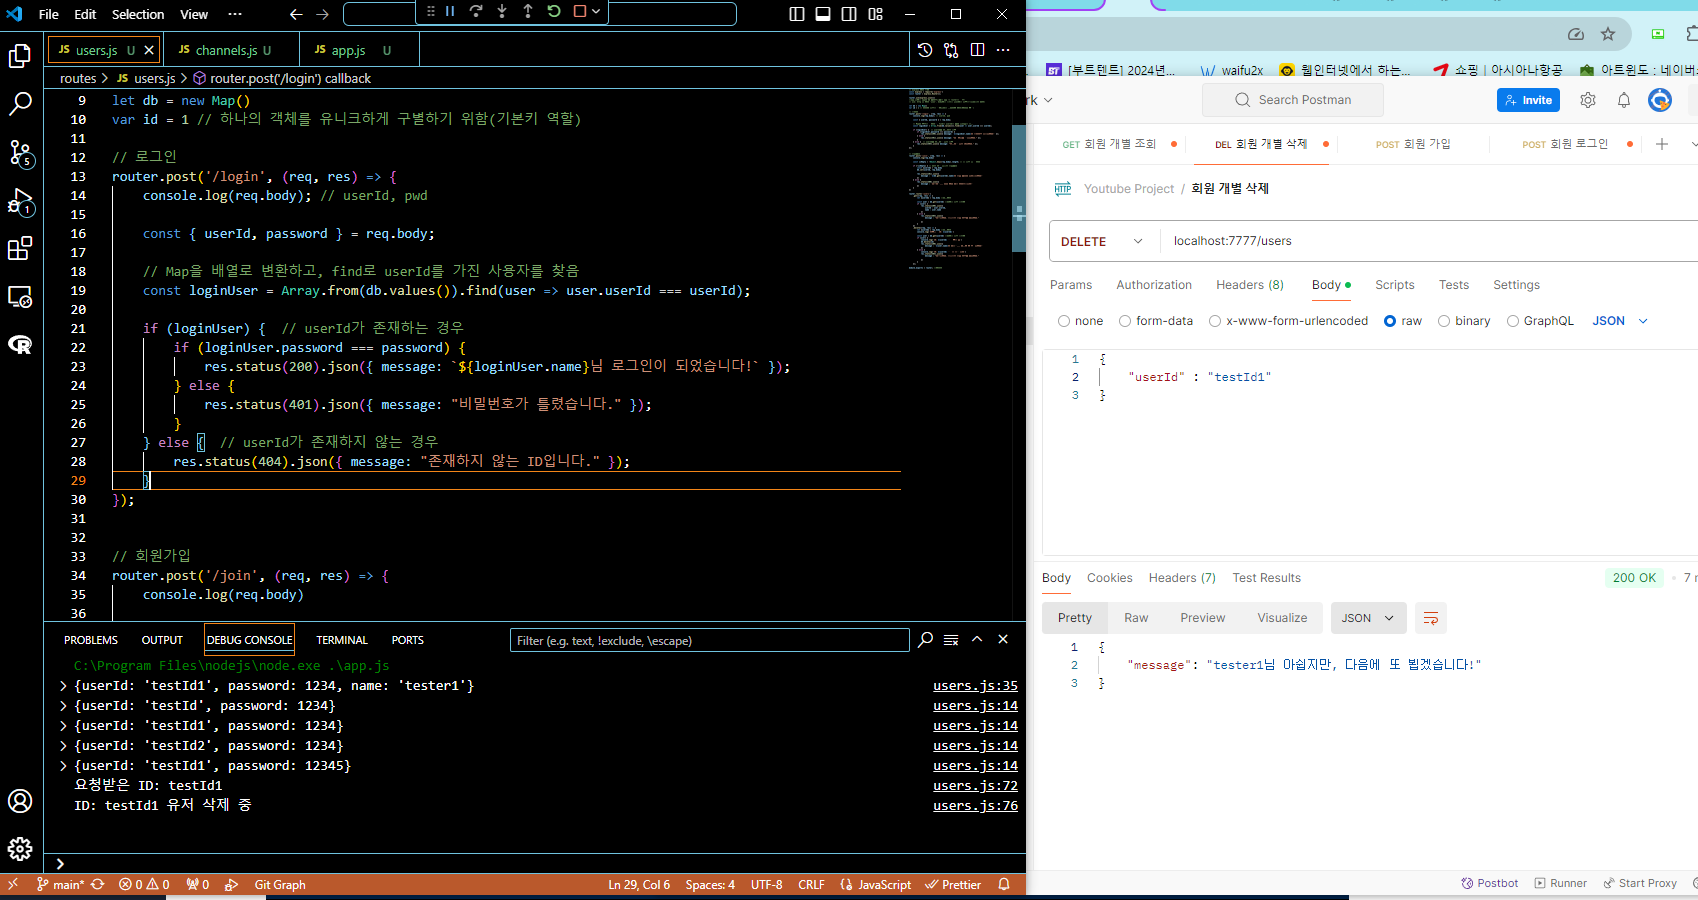 File Edit Selection View ···
JS users.js U JS channels.js U JS app.js U
routes > JS users.js > router.post('/login') callback
9 let db = new Map()
10 var id = 1 // 하나의 객체를 유니크하게 구별하기 위함(기본키 역할)
11
12 // 로그인
13 router.post('/login', (req, res) => {
14 console.log(req.body); // userId, pwd
15
16 const { userId, password } = req.body;
17
18 // Map을 배열로 변환하고, find로 userId를 가진 사용자를 찾음
19 const loginUser = Array.from(db.values()).find(user => user.userId === userId);
20
21 if (loginUser) { // userId가 존재하는 경우
22 if (loginUser.password === password) {
23 res.status(200).json({ message: `${loginUser.name}님 로그인이 되었습니다!` });
24 } else {
25 res.status(401).json({ message: "비밀번호가 틀렸습니다." });
26 }
27 } else { // userId가 존재하지 않는 경우
28 res.status(404).json({ message: "존재하지 않는 ID입니다." });
29 }
30 });
31
32
33 // 회원가입
34 router.post('/join', (req, res) => {
35 console.log(req.body)
36
PROBLEMS OUTPUT DEBUG CONSOLE TERMINAL PORTS Filter (e.g. text, !exclude, \escape)
C:\Program Files\nodejs\node.exe .\app.js
> {userId: 'testId1', password: 1234, name: 'tester1'} users.js:35
> {userId: 'testId', password: 1234} users.js:14
> {userId: 'testId1', password: 1234} users.js:14
> {userId: 'testId2', password: 1234} users.js:14
> {userId: 'testId1', password: 12345} users.js:14
요청받은 ID: testId1 users.js:72
ID: testId1 유저 삭제 중 users.js:76
>
5
1
main* 0 0 0 Git Graph Ln 29, Col 6 Spaces: 4 UTF-8 CRLF {} JavaScript Prettier
[부트텐트] 2024년... waifu2x 웹인터넷에서 하는... 쇼핑 | 아시아나항공 아트윈도 : 네이버
rk Search Postman Invite
GET 회원 개별 조회 DEL 회원 개별 삭제 POST 회원 가입 POST 회원 로그인
HTTP Youtube Project / 회원 개별 삭제
DELETE localhost:7777/users
Params Authorization Headers (8) Body Scripts Tests Settings
none form-data x-www-form-urlencoded raw binary GraphQL JSON
1 {
2 "userId" : "testId1"
3 }
Body Cookies Headers (7) Test Results 200 OK 7
Pretty Raw Preview Visualize JSON
1 {
2 "message": "tester1님 아쉽지만, 다음에 또 뵙겠습니다!"
3 }
Postbot Runner Start Proxy